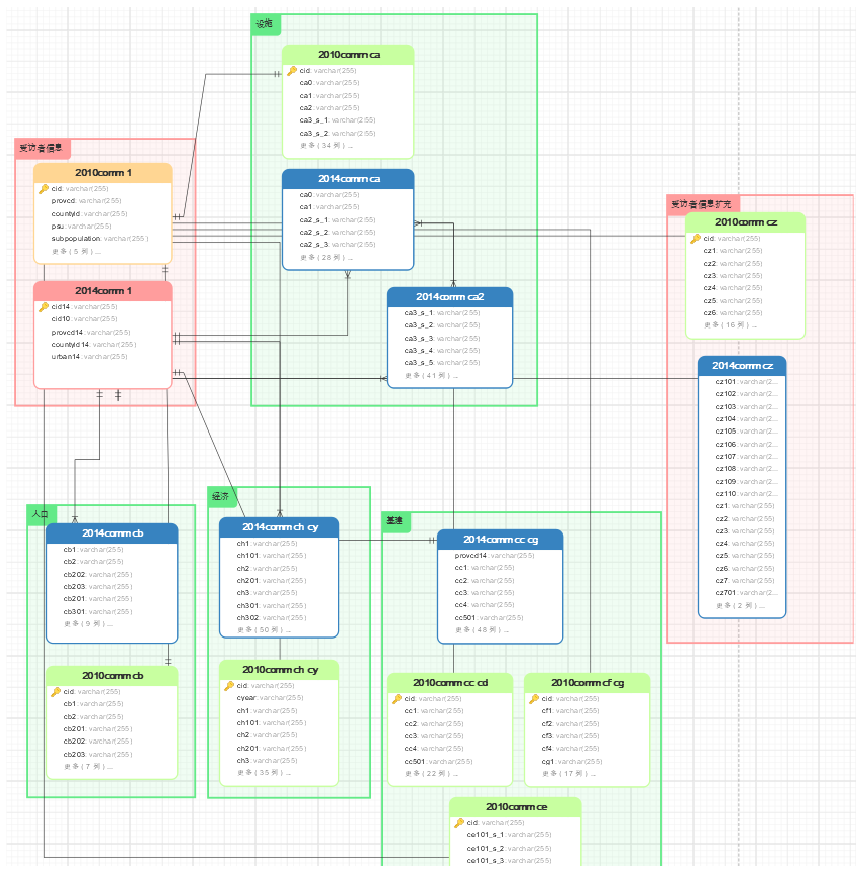 设施
2010comm ca
cid: varchar(255)
ca0: varchar(255)
ca1: varchar(255)
ca2: varchar(255)
ca3_s_1: varchar(255)
ca3_s_2: varchar(255)
更多 ( 34 列 ) ...
2014comm ca
ca0: varchar(255)
ca1: varchar(255)
ca2_s_1: varchar(255)
ca2_s_2: varchar(255)
ca2_s_3: varchar(255)
更多 ( 28 列 ) ...
2014comm ca2
ca3_s_1: varchar(255)
ca3_s_2: varchar(255)
ca3_s_3: varchar(255)
ca3_s_4: varchar(255)
ca3_s_5: varchar(255)
更多 ( 41 列 ) ...
受访者信息
2010comm 1
cid: varchar(255)
provcd: varchar(255)
countyid: varchar(255)
psu: varchar(255)
subpopulation: varchar(255)
更多 ( 5 列 ) ...
2014comm 1
cid14: varchar(255)
cid10: varchar(255)
provcd14: varchar(255)
countyid14: varchar(255)
urban14: varchar(255)
受访者信息扩充
2010comm cz
cid: varchar(255)
cz1: varchar(255)
cz2: varchar(255)
cz3: varchar(255)
cz4: varchar(255)
cz5: varchar(255)
cz6: varchar(255)
更多 ( 16 列 ) ...
2014comm cz
cz101: varchar(2...
cz102: varchar(2...
cz103: varchar(2...
cz104: varchar(2...
cz105: varchar(2...
cz106: varchar(2...
cz107: varchar(2...
cz108: varchar(2...
cz109: varchar(2...
cz110: varchar(2...
cz1: varchar(255)
cz2: varchar(255)
cz3: varchar(255)
cz4: varchar(255)
cz5: varchar(255)
cz6: varchar(255)
cz7: varchar(255)
cz701: varchar(2...
更多 ( 2 列 ) ...
人口
2014comm cb
cb1: varchar(255)
cb2: varchar(255)
cb202: varchar(255)
cb203: varchar(255)
cb201: varchar(255)
cb301: varchar(255)
更多 ( 9 列 ) ...
2010comm cb
cid: varchar(255)
cb1: varchar(255)
cb2: varchar(255)
cb201: varchar(255)
cb202: varchar(255)
cb203: varchar(255)
更多 ( 7 列 ) ...
经济
2014comm ch cy
ch1: varchar(255)
ch101: varchar(255)
ch2: varchar(255)
ch201: varchar(255)
ch3: varchar(255)
ch301: varchar(255)
ch302: varchar(255)
更多 ( 50 列 ) ...
2010comm ch cy
cid: varchar(255)
cyear: varchar(255)
ch1: varchar(255)
ch101: varchar(255)
ch2: varchar(255)
ch201: varchar(255)
ch3: varchar(255)
更多 ( 35 列 ) ...
基建
2014comm cc cg
provcd14: varchar(255)
cc1: varchar(255)
cc2: varchar(255)
cc3: varchar(255)
cc4: varchar(255)
cc501: varchar(255)
更多 ( 48 列 ) ...
2010comm cc cd
cid: varchar(255)
cc1: varchar(255)
cc2: varchar(255)
cc3: varchar(255)
cc4: varchar(255)
cc501: varchar(255)
更多 ( 22 列 ) ...
2010comm cf cg
cid: varchar(255)
cf1: varchar(255)
cf2: varchar(255)
cf3: varchar(255)
cf4: varchar(255)
cg1: varchar(255)
更多 ( 17 列 ) ...
2010comm ce
cid: varchar(255)
cer101_s_1: varchar(255)
cer101_s_2: varchar(255)
cer101_s_3: varchar(255)